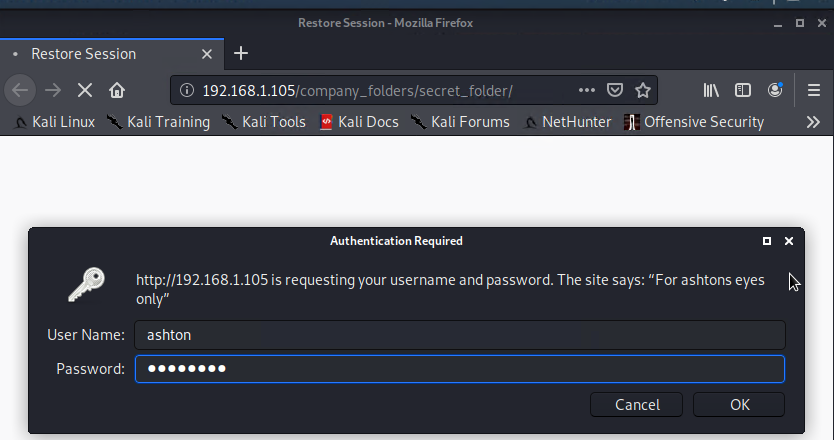 Restore Session - Mozilla Firefox
Restore Session
192.168.1.105/company_folders/secret_folder/
Kali Linux Kali Training Kali Tools Kali Docs Kali Forums NetHunter Offensive Security
Authentication Required
http://192.168.1.105 is requesting your username and password. The site says: “For ashtons eyes
only”
User Name: ashton
Password: ●●●●●●●●
Cancel OK